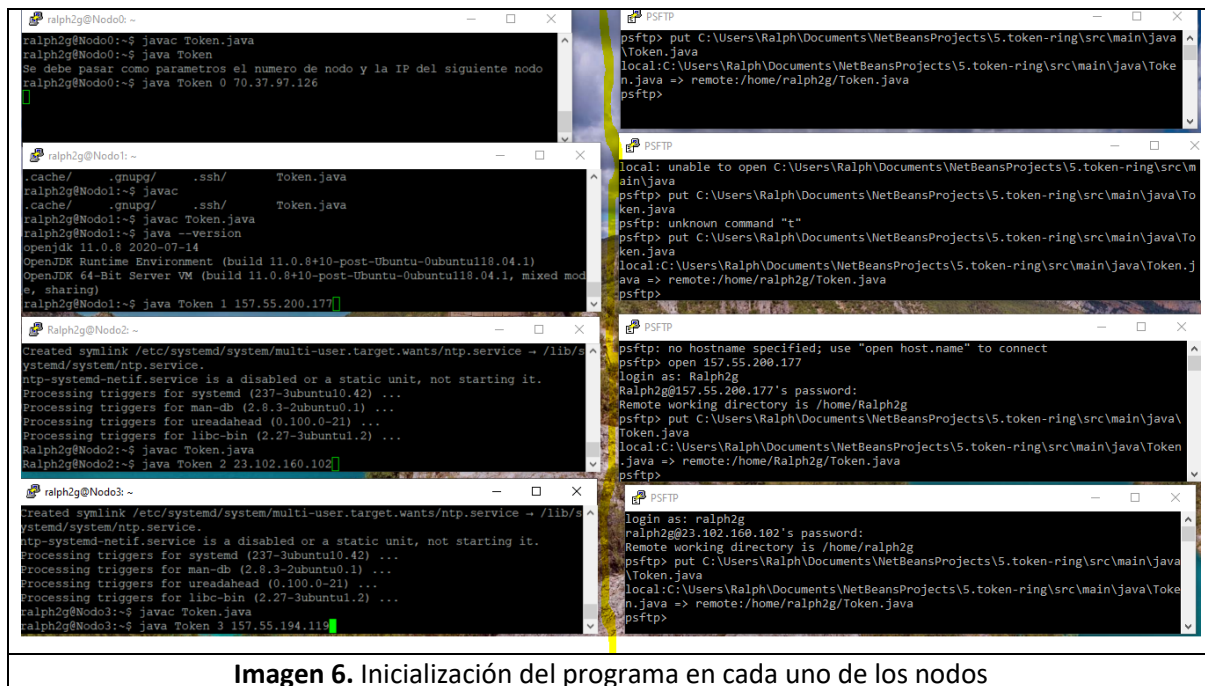 ralph2g@Nodo0: ~
ralph2g@Nodo0:~$ javac Token.java
ralph2g@Nodo0:~$ java Token
Se debe pasar como parametros el numero de nodo y la IP del siguiente nodo
ralph2g@Nodo0:~$ java Token 0 70.37.97.126
ralph2g@Nodo1: ~
.cache/ .gnupg/ .ssh/ Token.java
ralph2g@Nodo1:~$ javac
.cache/ .gnupg/ .ssh/ Token.java
ralph2g@Nodo1:~$ javac Token.java
ralph2g@Nodo1:~$ java --version
openjdk 11.0.8 2020-07-14
OpenJDK Runtime Environment (build 11.0.8+10-post-Ubuntu-0ubuntu118.04.1)
OpenJDK 64-Bit Server VM (build 11.0.8+10-post-Ubuntu-0ubuntu118.04.1, mixed mod
e, sharing)
ralph2g@Nodo1:~$ java Token 1 157.55.200.177
Ralph2g@Nodo2: ~
Created symlink /etc/systemd/system/multi-user.target.wants/ntp.service → /lib/s
ystemd/system/ntp.service.
ntp-systemd-netif.service is a disabled or a static unit, not starting it.
Processing triggers for systemd (237-3ubuntu10.42) ...
Processing triggers for man-db (2.8.3-2ubuntu0.1) ...
Processing triggers for ureadahead (0.100.0-21) ...
Processing triggers for libc-bin (2.27-3ubuntu1.2) ...
Ralph2g@Nodo2:~$ javac Token.java
Ralph2g@Nodo2:~$ java Token 2 23.102.160.102
ralph2g@Nodo3: ~
Created symlink /etc/systemd/system/multi-user.target.wants/ntp.service → /lib/s
ystemd/system/ntp.service.
ntp-systemd-netif.service is a disabled or a static unit, not starting it.
Processing triggers for systemd (237-3ubuntu10.42) ...
Processing triggers for man-db (2.8.3-2ubuntu0.1) ...
Processing triggers for ureadahead (0.100.0-21) ...
Processing triggers for libc-bin (2.27-3ubuntu1.2) ...
ralph2g@Nodo3:~$ javac Token.java
ralph2g@Nodo3:~$ java Token 3 157.55.194.119
PSFTP
psftp> put C:\Users\Ralph\Documents\NetBeansProjects\5.token-ring\src\main\java
\Token.java
local:C:\Users\Ralph\Documents\NetBeansProjects\5.token-ring\src\main\java\Toke
n.java => remote:/home/ralph2g/Token.java
psftp>
PSFTP
local: unable to open C:\Users\Ralph\Documents\NetBeansProjects\5.token-ring\src\m
ain\java
psftp> put C:\Users\Ralph\Documents\NetBeansProjects\5.token-ring\src\main\java\To
ken.java
psftp: unknown command "t"
psftp> put C:\Users\Ralph\Documents\NetBeansProjects\5.token-ring\src\main\java\To
ken.java
local:C:\Users\Ralph\Documents\NetBeansProjects\5.token-ring\src\main\java\Token.j
ava => remote:/home/ralph2g/Token.java
psftp>
PSFTP
psftp: no hostname specified; use "open host.name" to connect
psftp> open 157.55.200.177
login as: Ralph2g
Ralph2g@157.55.200.177's password:
Remote working directory is /home/Ralph2g
psftp> put C:\Users\Ralph\Documents\NetBeansProjects\5.token-ring\src\main\java\
Token.java
local:C:\Users\Ralph\Documents\NetBeansProjects\5.token-ring\src\main\java\Token
.java => remote:/home/Ralph2g/Token.java
psftp>
PSFTP
login as: ralph2g
ralph2g@23.102.160.102's password:
Remote working directory is /home/ralph2g
psftp> put C:\Users\Ralph\Documents\NetBeansProjects\5.token-ring\src\main\java
\Token.java
local:C:\Users\Ralph\Documents\NetBeansProjects\5.token-ring\src\main\java\Toke
n.java => remote:/home/ralph2g/Token.java
psftp>
Imagen 6. Inicialización del programa en cada uno de los nodos